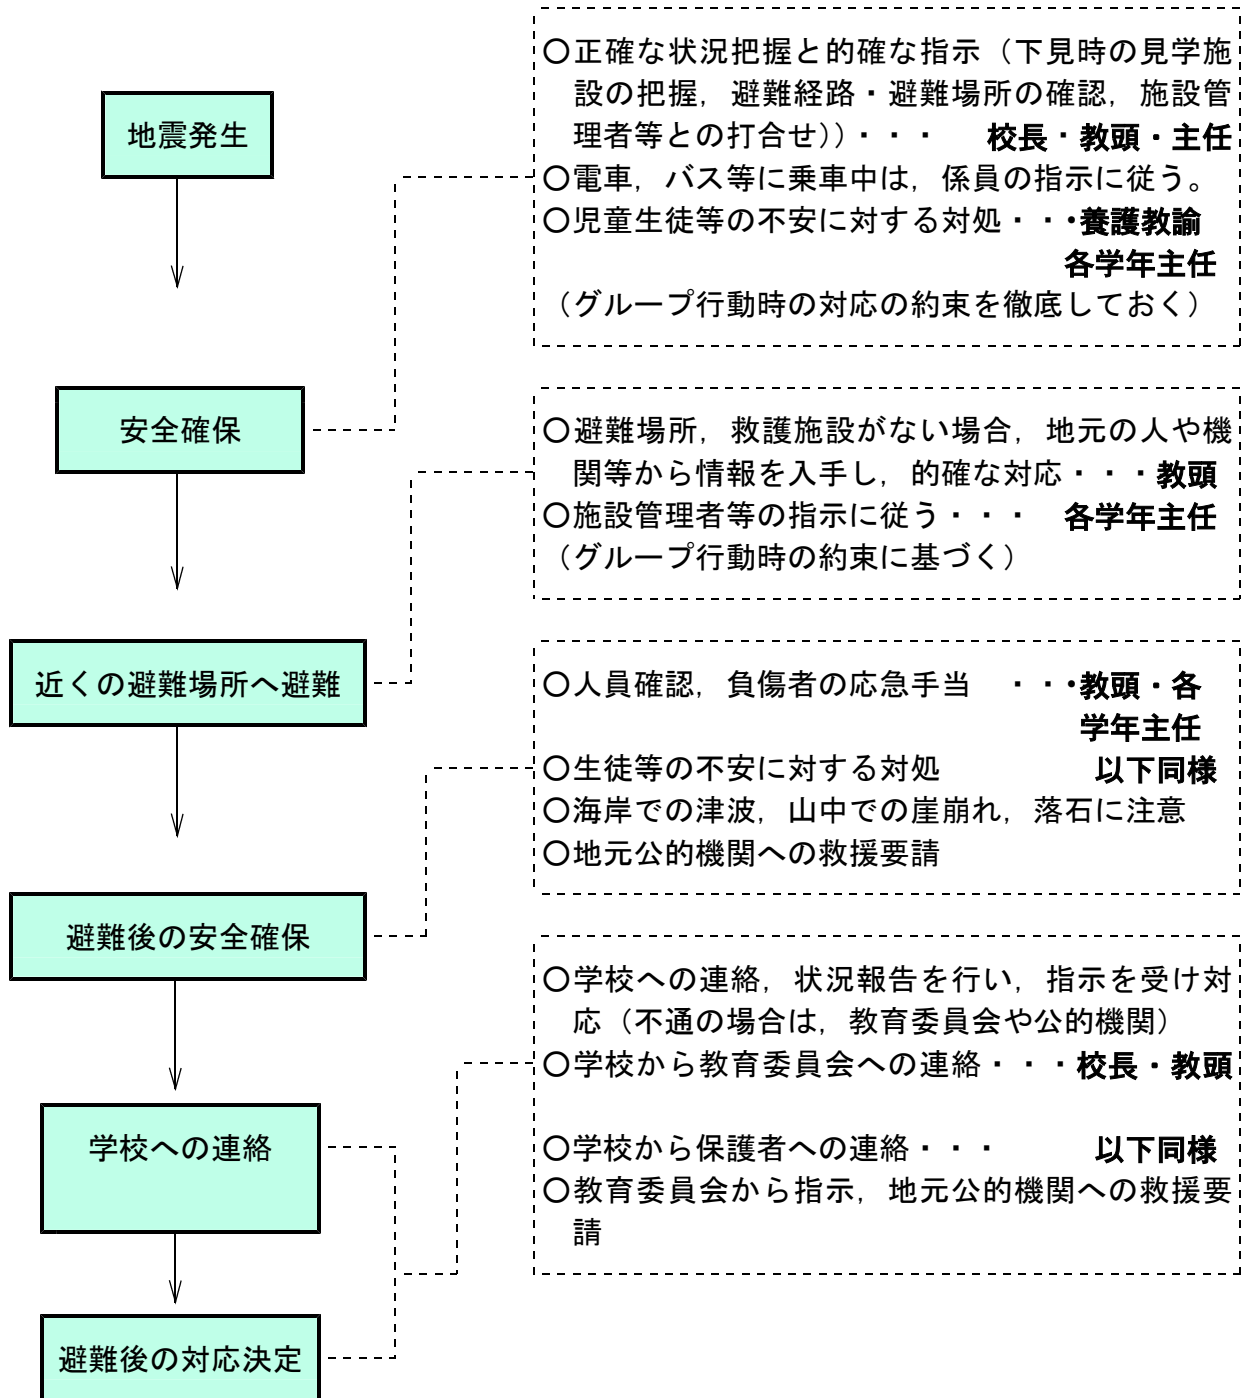 地震発生
安全確保
近くの避難場所へ避難
避難後の安全確保
学校への連絡
避難後の対応決定
○正確な状況把握と的確な指示（下見時の見学施
設の把握，避難経路・避難場所の確認，施設管
理者等との打合せ））・・・　校長・教頭・主任
○電車，バス等に乗車中は，係員の指示に従う。
○児童生徒等の不安に対する対処・・・養護教諭
各学年主任
（グループ行動時の対応の約束を徹底しておく）
○避難場所，救護施設がない場合，地元の人や機
関等から情報を入手し，的確な対応・・・教頭
○施設管理者等の指示に従う・・・　各学年主任
（グループ行動時の約束に基づく）
○人員確認，負傷者の応急手当　・・・教頭・各
学年主任
○生徒等の不安に対する対処　以下同様
○海岸での津波，山中での崖崩れ，落石に注意
○地元公的機関への救援要請
○学校への連絡，状況報告を行い，指示を受け対
応（不通の場合は，教育委員会や公的機関）
○学校から教育委員会への連絡・・・校長・教頭
○学校から保護者への連絡・・・　以下同様
○教育委員会から指示，地元公的機関への救援要
請